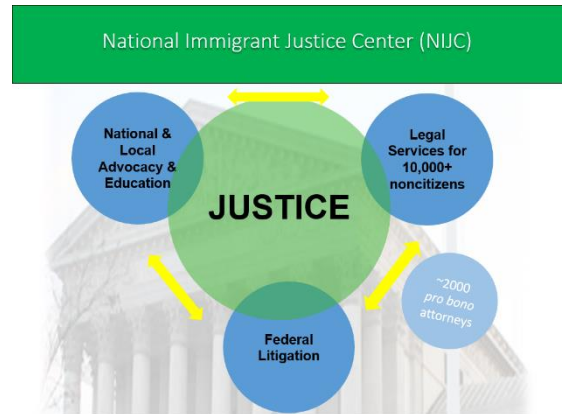 National Immigrant Justice Center (NIJC)
National &
Local
Advocacy &
Education
Legal
Services for
10,000+
noncitizens
JUSTICE
~2000
pro bono
attorneys
Federal
Litigation